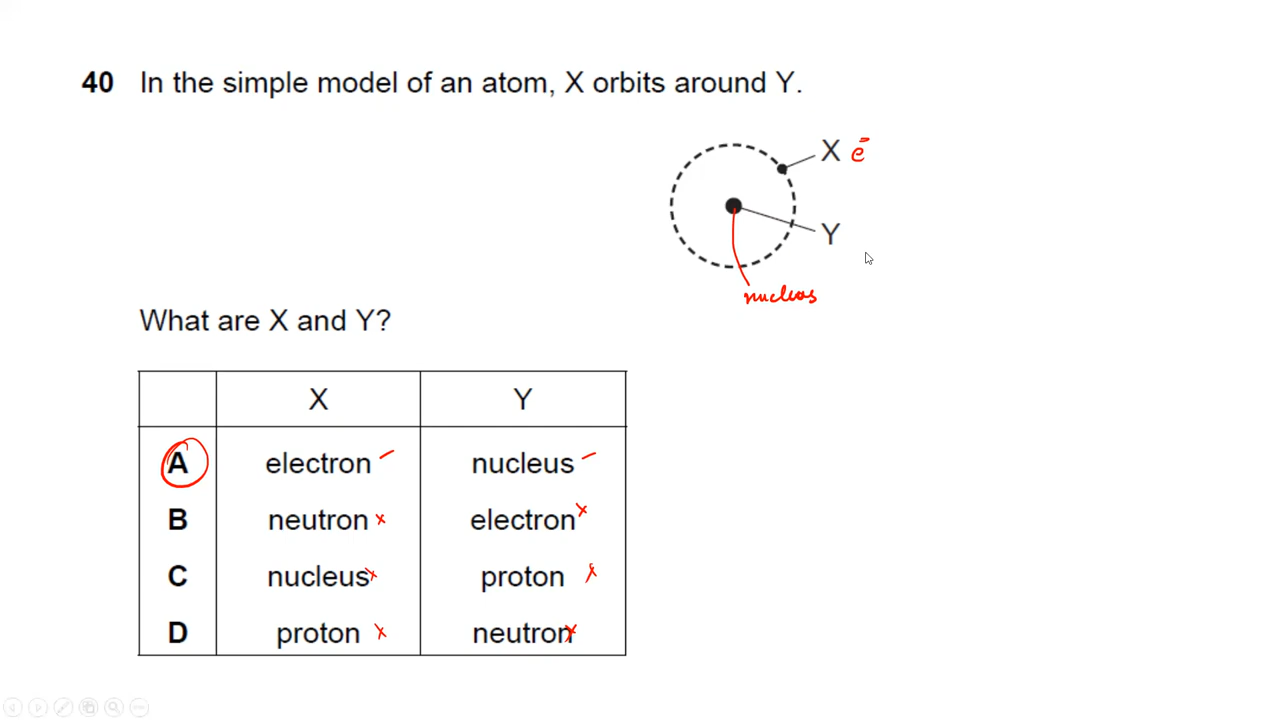 40 In the simple model of an atom, X orbits around Y.
X e⁻
Y
nucleus
What are X and Y?
X Y
A electron nucleus
B neutron electron
C nucleus proton
D proton neutron